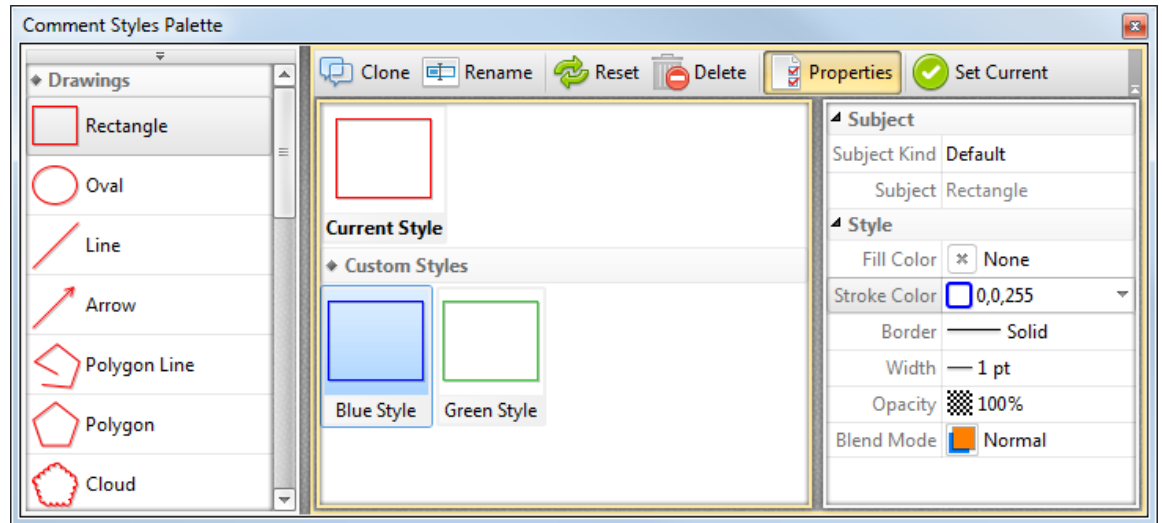 Comment Styles Palette
Drawings
Rectangle
Oval
Line
Arrow
Polygon Line
Polygon
Cloud
Clone Rename Reset Delete Properties Set Current
Current Style
Custom Styles
Blue Style Green Style
Subject
Subject Kind Default
Subject Rectangle
Style
Fill Color None
Stroke Color 0,0,255
Border Solid
Width 1 pt
Opacity 100%
Blend Mode Normal